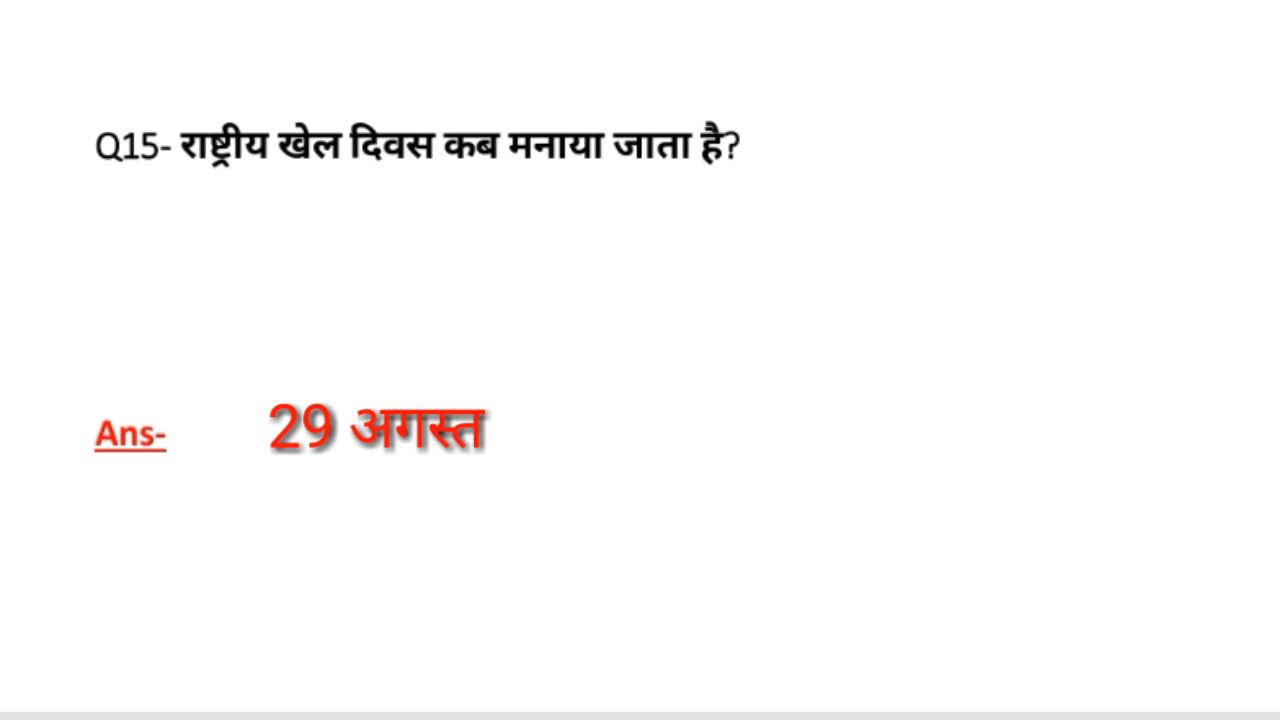 Q15- राष्ट्रीय खेल दिवस कब मनाया जाता है?
Ans- 29 अगस्त